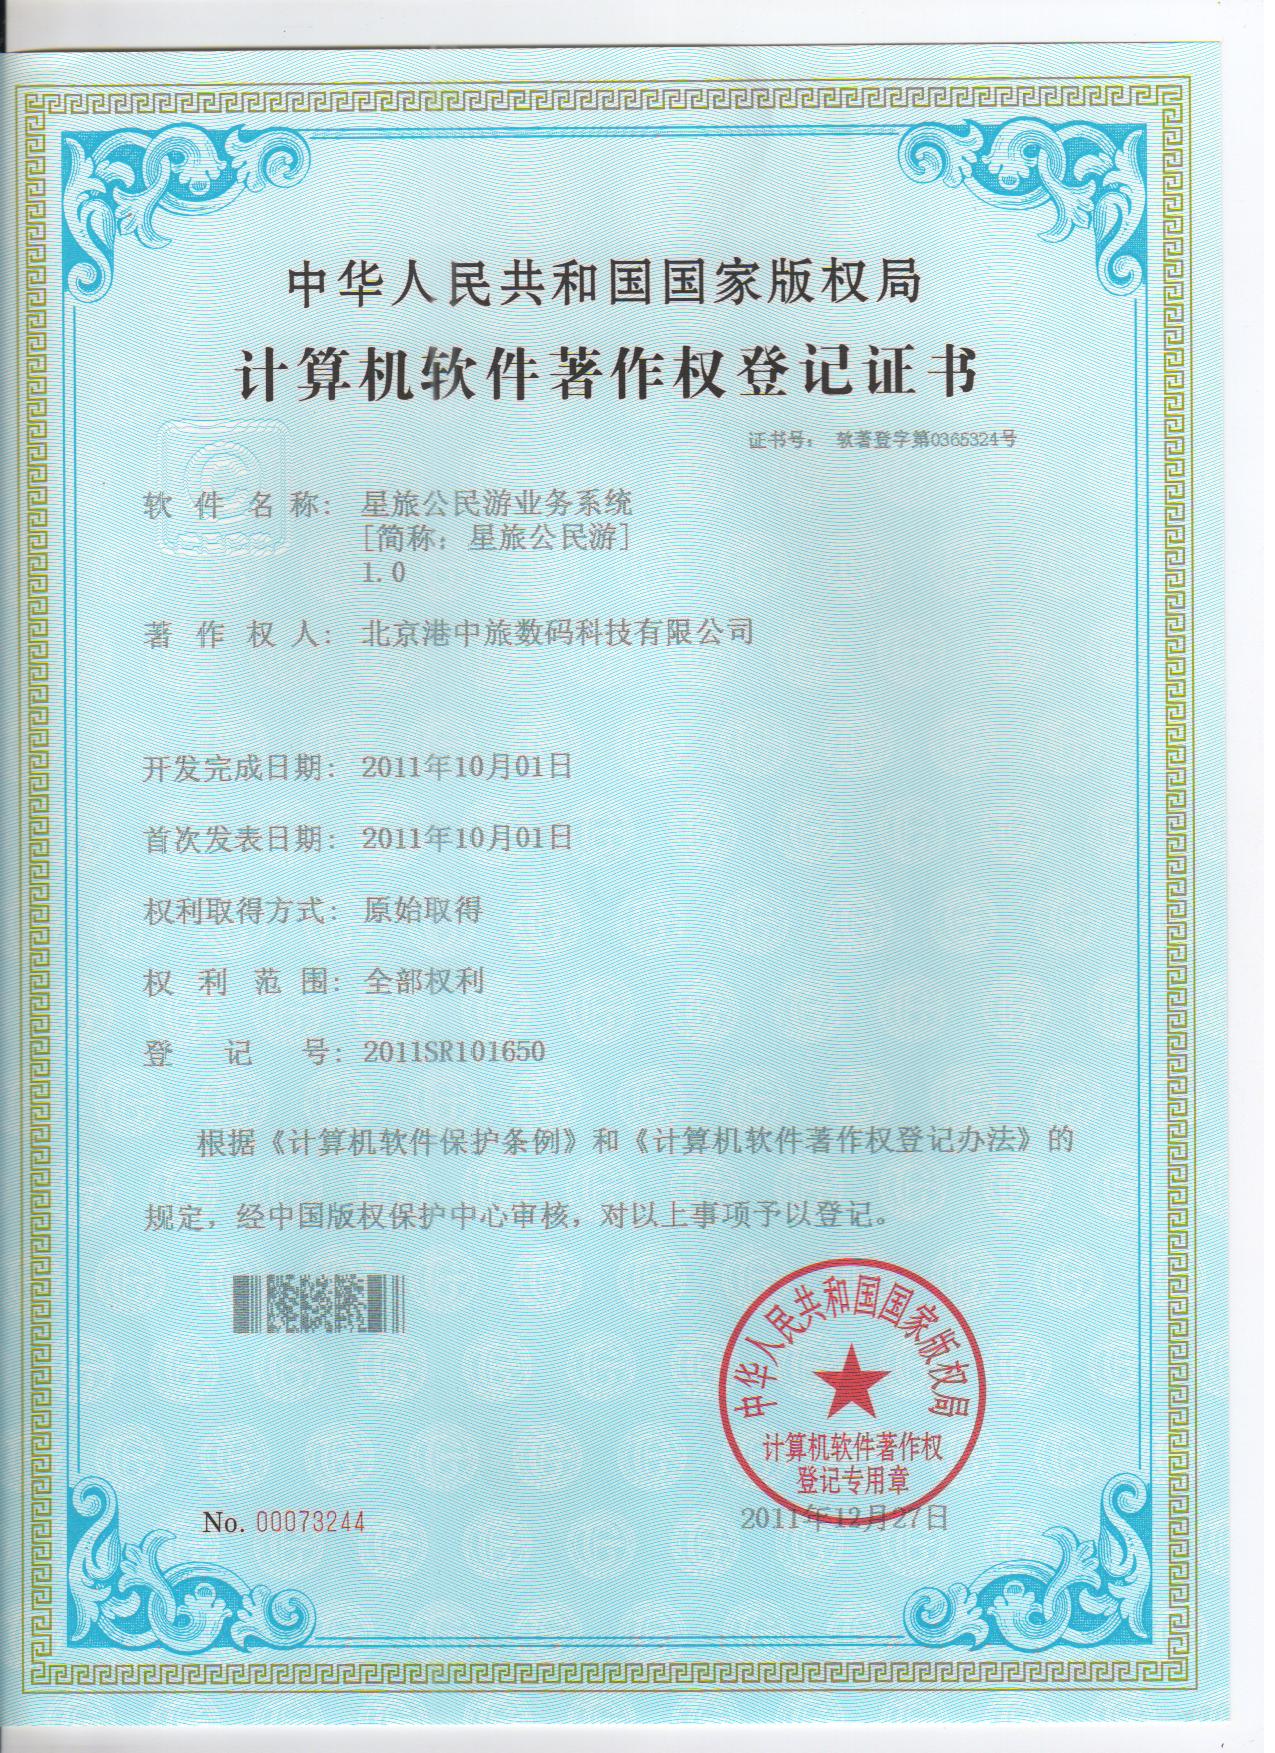 中华人民共和国国家版权局
计算机软件著作权登记证书
证书号： 软著登字第0365324号
软件名称： 星旅公民游业务系统
[简称：星旅公民游]
1.0
著作权人： 北京港中旅数码科技有限公司
开发完成日期： 2011年10月01日
首次发表日期： 2011年10月01日
权利取得方式： 原始取得
权利范围： 全部权利
登记号： 2011SR101650
根据《计算机软件保护条例》和《计算机软件著作权登记办法》的
规定，经中国版权保护中心审核，对以上事项予以登记。
中华人民共和国国家版权局
计算机软件著作权
登记专用章
No. 00073244
2011年12月27日